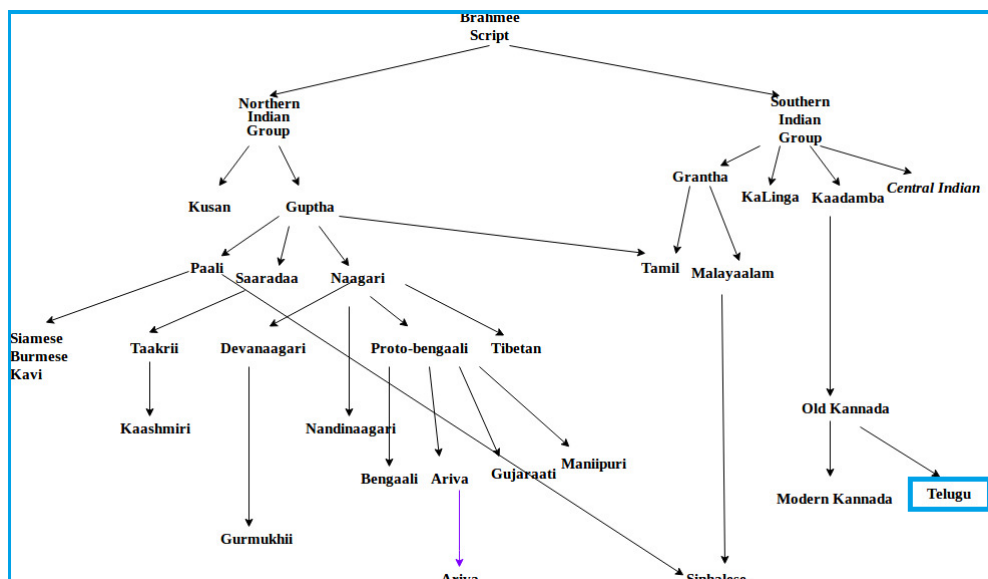 Brahmee
Script
Northern
Indian
Group
Southern
Indian
Group
Grantha
KaLinga
Kaadamba
Central Indian
Kusan
Guptha
Paali
Saaradaa
Naagari
Tamil
Malayaalam
Siamese
Burmese
Kavi
Taakrii
Devanaagari
Proto-bengaali
Tibetan
Old Kannada
Kaashmiri
Nandinaagari
Bengaali
Ariva
Gujaraati
Maniipuri
Modern Kannada
Telugu
Gurmukhii
Ariva
Sinhalese